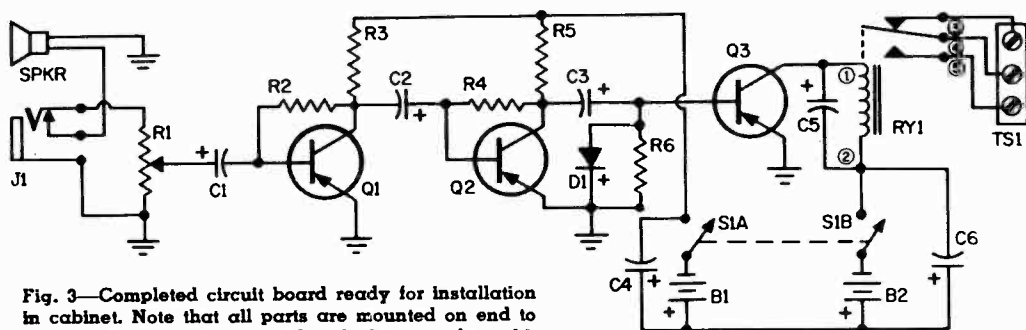 R3
R5
Q3
SPKR
R2
C2
R4
C3
①
R1
C5
RY1
R6
TS1
J1
C1
Q1
Q2
D1
②
S1A
S1B
C4
C6
B1
B2
Fig. 3—Completed circuit board ready for installation
in cabinet. Note that all parts are mounted on end to